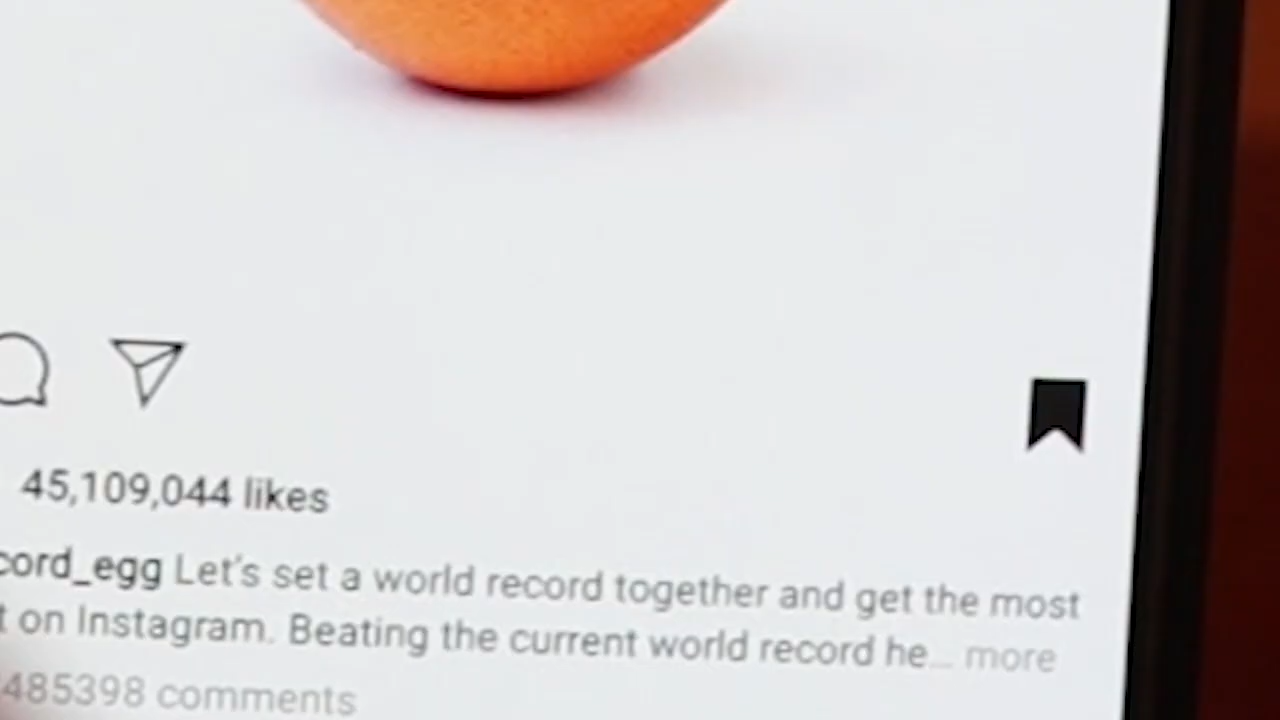 45,109,044 likes
cord_egg Let's set a world record together and get the most
t on Instagram. Beating the current world record he... more
485398 comments